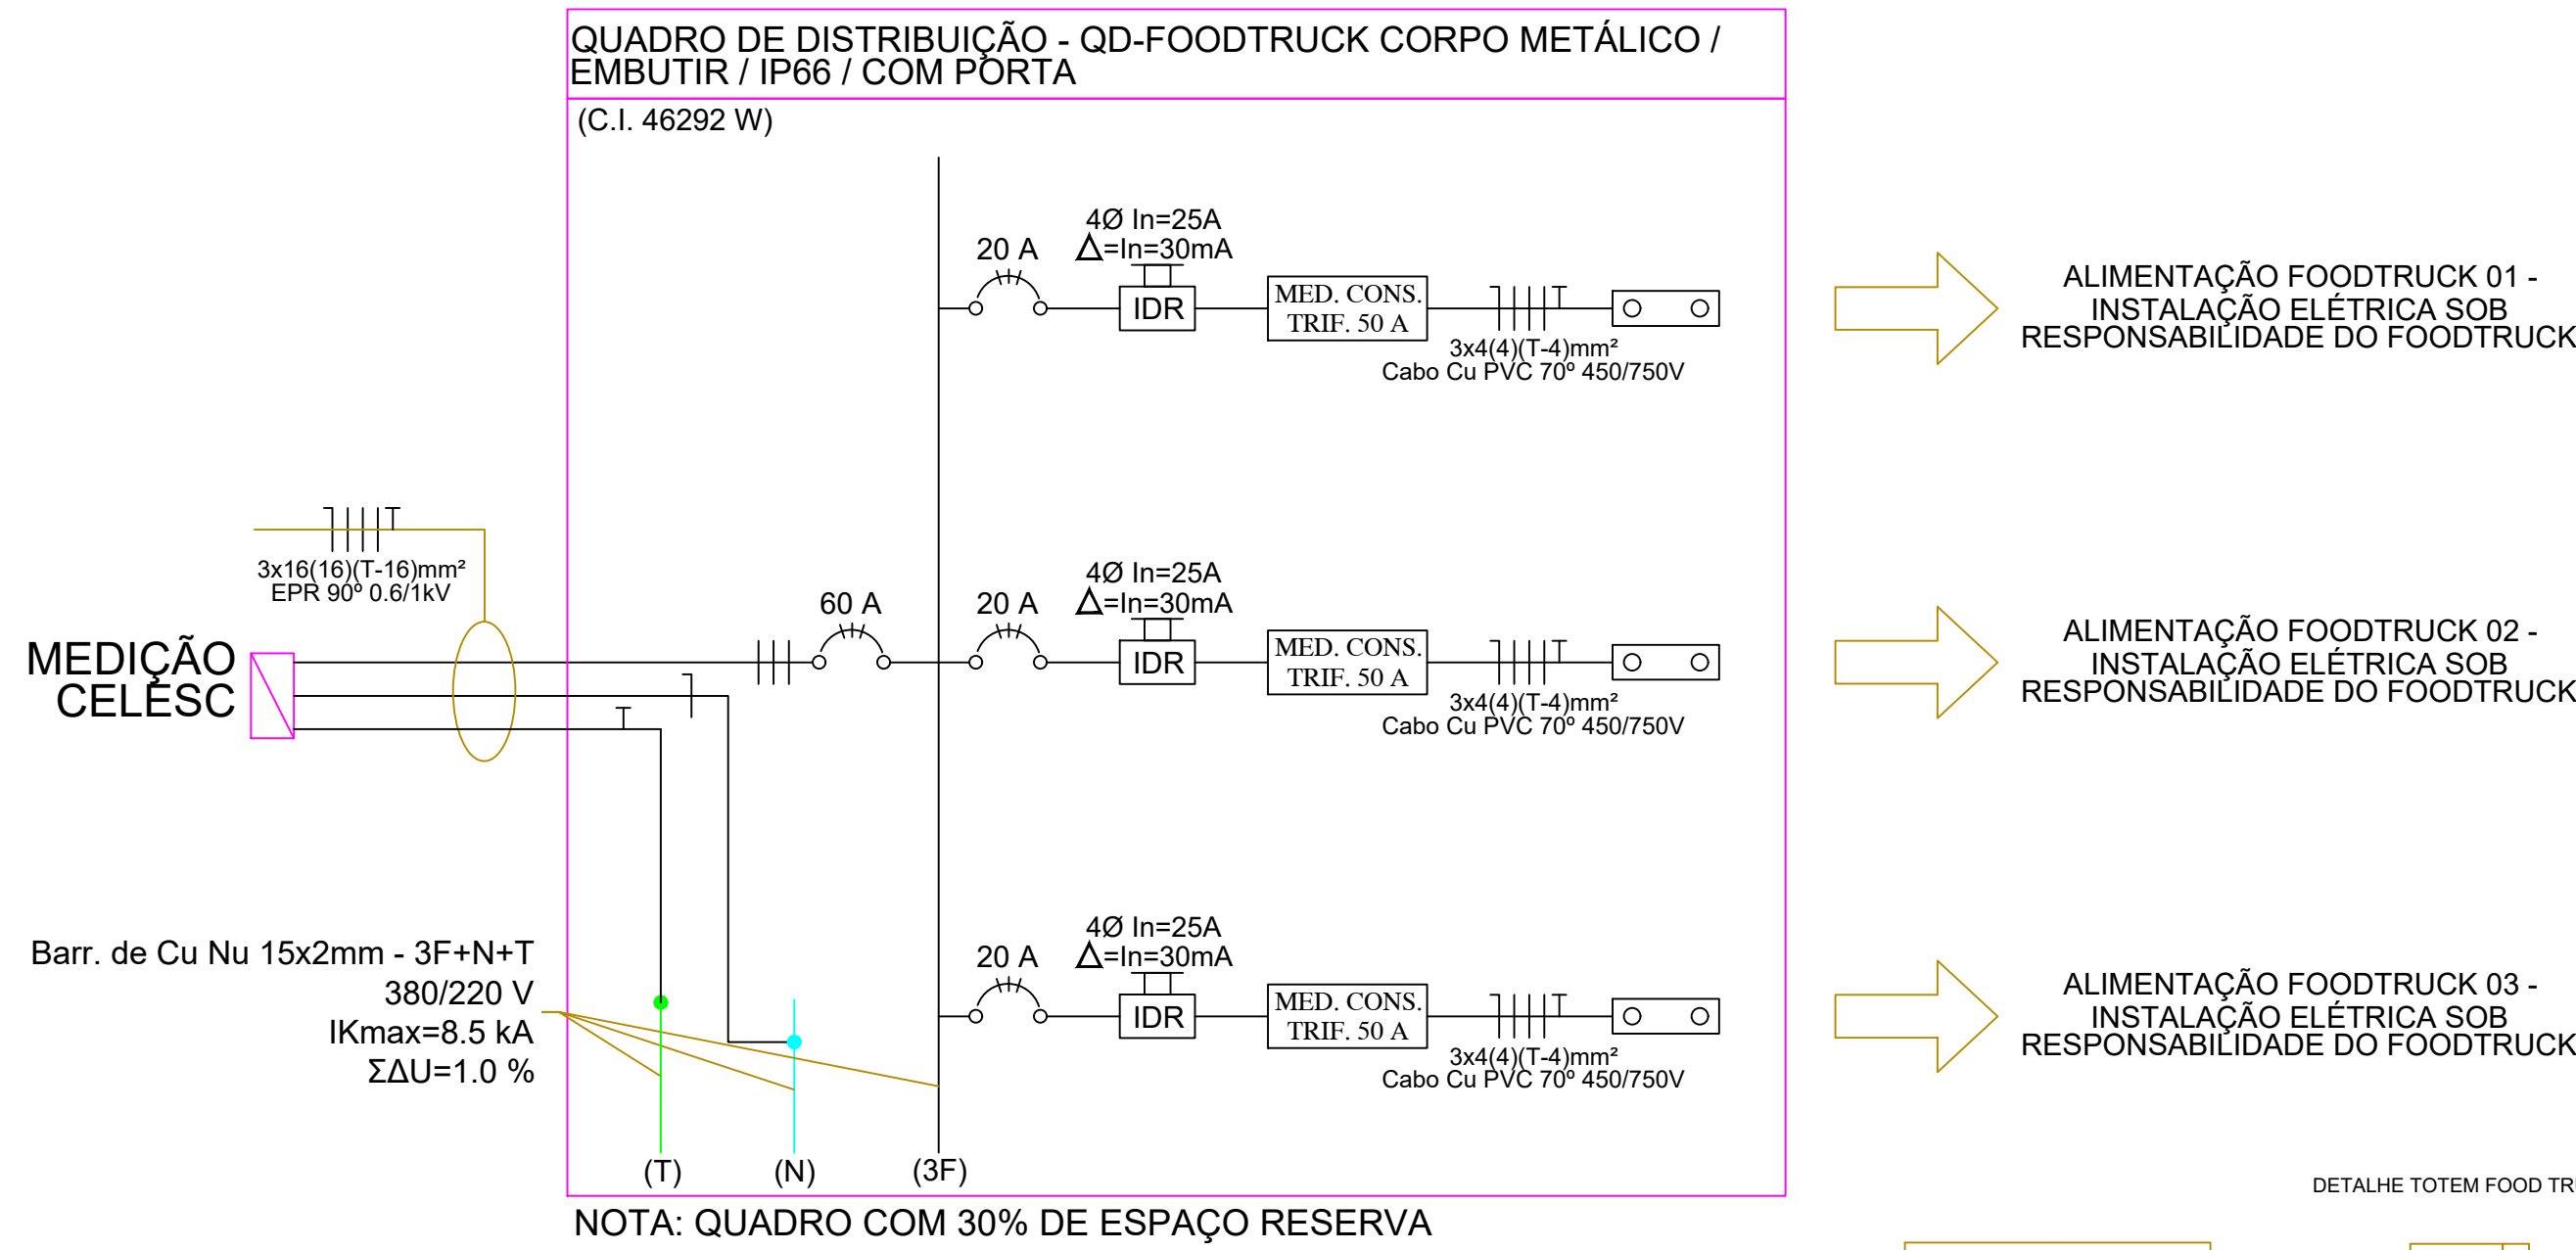 QUADRO DE DISTRIBUIÇÃO - QD-FOODTRUCK CORPO METÁLICO /
EMBUTIR / IP66 / COM PORTA
(C.I. 46292 W)
4Ø In=25A
20 A
∆=In=30mA
IDR
MED. CONS.
TRIF. 50 A
3x4(4)(T-4)mm²
Cabo Cu PVC 70º 450/750V
ALIMENTAÇÃO FOODTRUCK 01 -
INSTALAÇÃO ELÉTRICA SOB
RESPONSABILIDADE DO FOODTRUCK
3x16(16)(T-16)mm²
EPR 90º 0.6/1kV
MEDIÇÃO
CELESC
60 A
20 A
4Ø In=25A
∆=In=30mA
IDR
MED. CONS.
TRIF. 50 A
3x4(4)(T-4)mm²
Cabo Cu PVC 70º 450/750V
ALIMENTAÇÃO FOODTRUCK 02 -
INSTALAÇÃO ELÉTRICA SOB
RESPONSABILIDADE DO FOODTRUCK
Barr. de Cu Nu 15x2mm - 3F+N+T
380/220 V
IKmax=8.5 kA
ΣΔU=1.0 %
20 A
4Ø In=25A
∆=In=30mA
IDR
MED. CONS.
TRIF. 50 A
3x4(4)(T-4)mm²
Cabo Cu PVC 70º 450/750V
ALIMENTAÇÃO FOODTRUCK 03 -
INSTALAÇÃO ELÉTRICA SOB
RESPONSABILIDADE DO FOODTRUCK
(T)
(N)
(3F)
DETALHE TOTEM FOOD
NOTA: QUADRO COM 30% DE ESPAÇO RESERVA